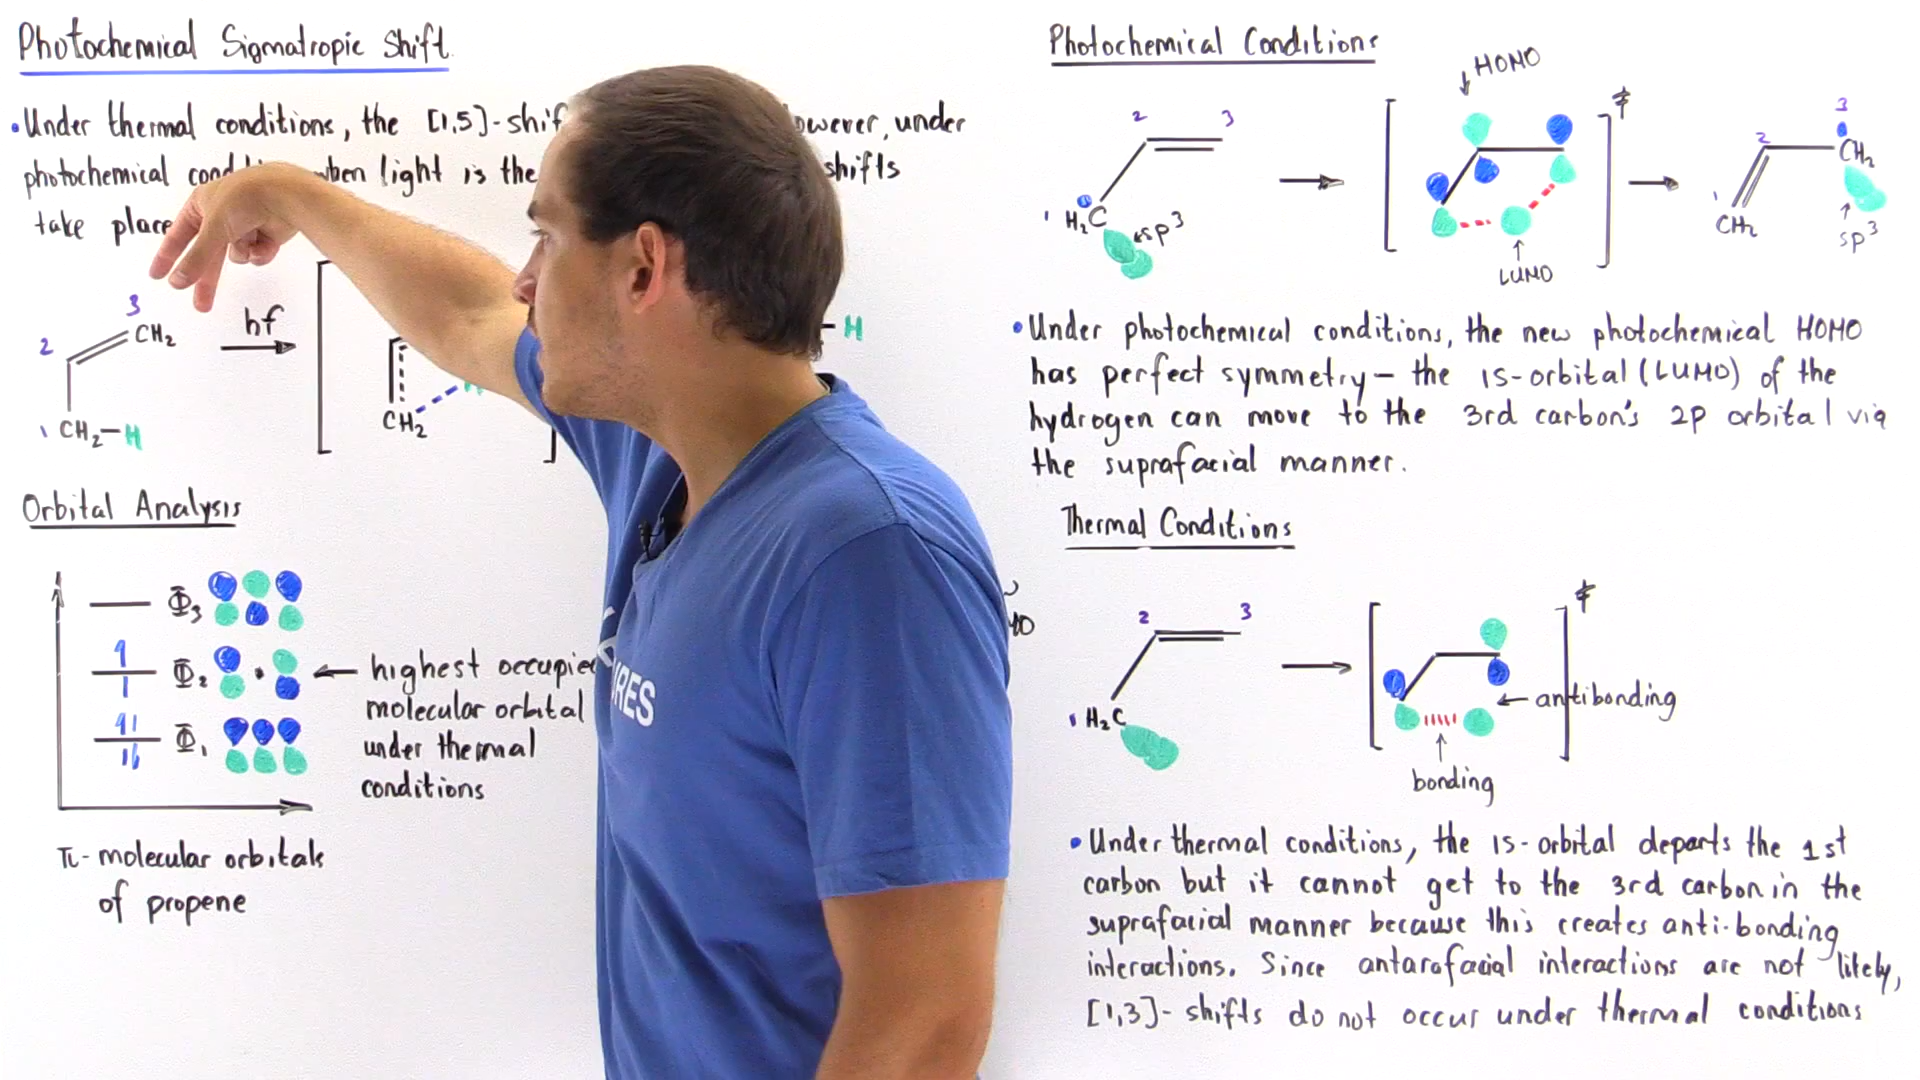 Photochemical Sigmatropic Shift
• Under thermal conditions, the [1,5]-shif owever, under
photochemical when light is the shifts
take place
2
3
CH2
hf
1 CH2-H
CH2
H
H
Orbital Analysis
Φ3
Φ2
Φ1
highest occupied
molecular orbital
under thermal
conditions
π-molecular orbitals
of propene
RES
Photochemical Conditions
HOMO
2
3
1 H2C
sp3
LUMO
‡
3
2
1
CH2
CH2
sp3
• Under photochemical conditions, the new photochemical HOMO
has perfect symmetry – the 1s-orbital (LUMO) of the
hydrogen can move to the 3rd carbon's 2p orbital via
the suprafacial manner.
Thermal Conditions
2
3
1 H2C
‡
antibonding
bonding
• Under thermal conditions, the 1s-orbital departs the 1st
carbon but it cannot get to the 3rd carbon in the
suprafacial manner because this creates anti-bonding
interactions. Since antarafacial interactions are not likely,
[1,3]-shifts do not occur under thermal conditions